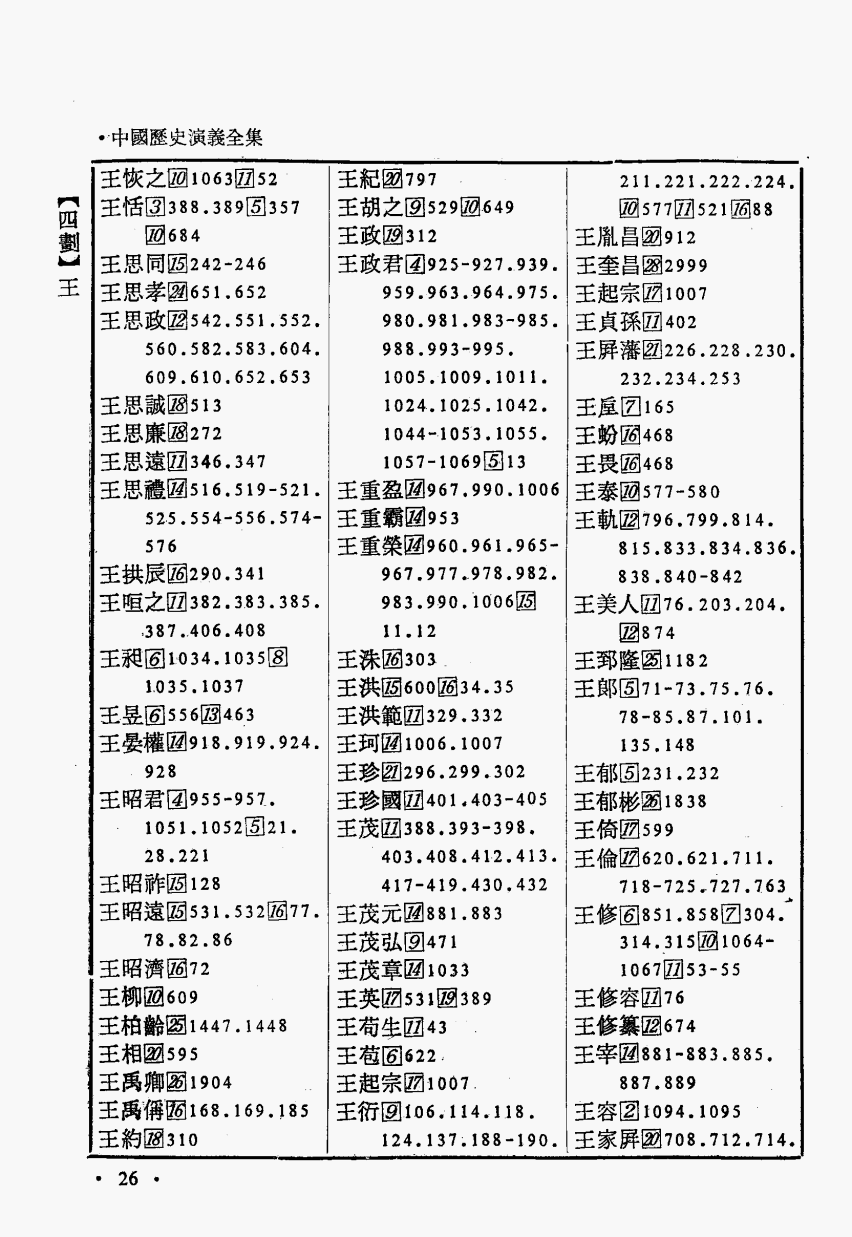 •中國歷史演義全集
【四劃】王
王恢之[10]1063[11]52
王恬[3]388.389[5]357
[10]684
王思同[15]242-246
王思孝[24]651.652
王思政[12]542.551.552.
560.582.583.604.
609.610.652.653
王思誠[18]513
王思廉[18]272
王思遠[11]346.347
王思禮[14]516.519-521.
525.554-556.574-
576
王拱辰[16]290.341
王咺之[11]382.383.385.
387.406.408
王昶[6]1034.1035[8]
1035.1037
王昱[6]556[13]463
王晏權[14]918.919.924.
928
王昭君[4]955-957.
1051.1052[5]21.
28.221
王昭祚[15]128
王昭遠[15]531.532[16]77.
78.82.86
王昭濟[16]72
王柳[10]609
王柏齡[25]1447.1448
王相[20]595
王禹卿[26]1904
王禹偁[16]168.169.185
王約[18]310
王紀[20]797
王胡之[9]529[10]649
王政[19]312
王政君[4]925-927.939.
959.963.964.975.
980.981.983-985.
988.993-995.
1005.1009.1011.
1024.1025.1042.
1044-1053.1055.
1057-1069[5]13
王重盈[14]967.990.1006
王重霸[14]953
王重榮[14]960.961.965-
967.977.978.982.
983.990.1006[15]
11.12
王洙[16]303
王洪[15]600[16]34.35
王洪範[11]329.332
王珂[14]1006.1007
王珍[21]296.299.302
王珍國[11]401.403-405
王茂[11]388.393-398.
403.408.412.413.
417-419.430.432
王茂元[14]881.883
王茂弘[9]471
王茂章[14]1033
王英[17]531[19]389
王荀生[11]43
王苞[6]622
王起宗[17]1007
王衍[9]106.114.118.
124.137.188-190.
211.221.222.224.
[10]577[11]521[16]88
王胤昌[20]912
王奎昌[28]2999
王起宗[17]1007
王貞孫[11]402
王屏藩[21]226.228.230.
232.234.253
王垕[7]165
王蚡[16]468
王畏[16]468
王泰[10]577-580
王軌[12]796.799.814.
815.833.834.836.
838.840-842
王美人[11]76.203.204.
[12]874
王郅隆[25]1182
王郎[5]71-73.75.76.
78-85.87.101.
135.148
王郁[5]231.232
王郁彬[26]1838
王倚[17]599
王倫[17]620.621.711.
718-725.727.763
王修[6]851.858[7]304.
314.315[10]1064-
1067[11]53-55
王修容[11]76
王修纂[12]674
王宰[14]881-883.885.
887.889
王容[2]1094.1095
王家屏[20]708.712.714.
• 26 •